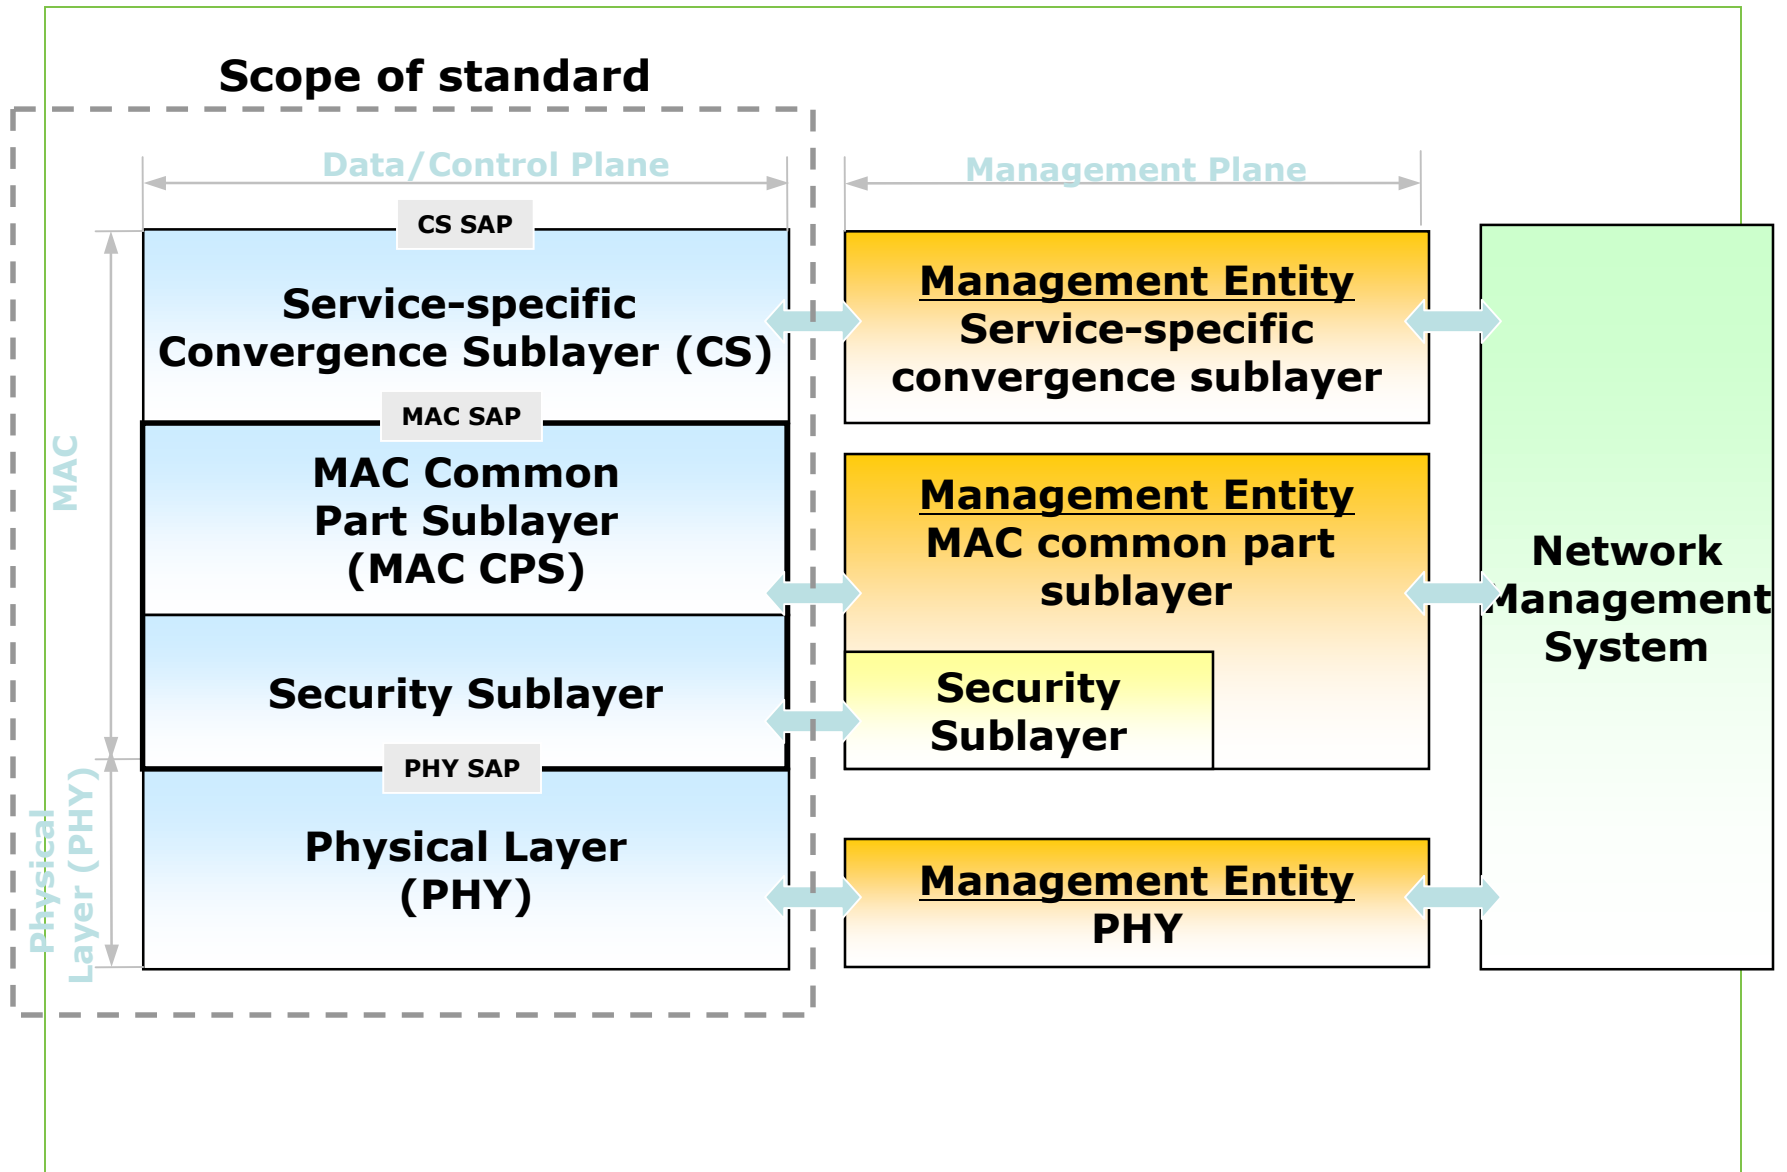 Scope of standard
Data/Control Plane
Management Plane
CS SAP
Service-specific
Convergence Sublayer (CS)
Management Entity
Service-specific
convergence sublayer
MAC
MAC SAP
MAC Common
Part Sublayer
(MAC CPS)
Management Entity
MAC common part
sublayer
Network
Management
System
Security Sublayer
Security
Sublayer
Physical
Layer (PHY)
PHY SAP
Physical Layer
(PHY)
Management Entity
PHY